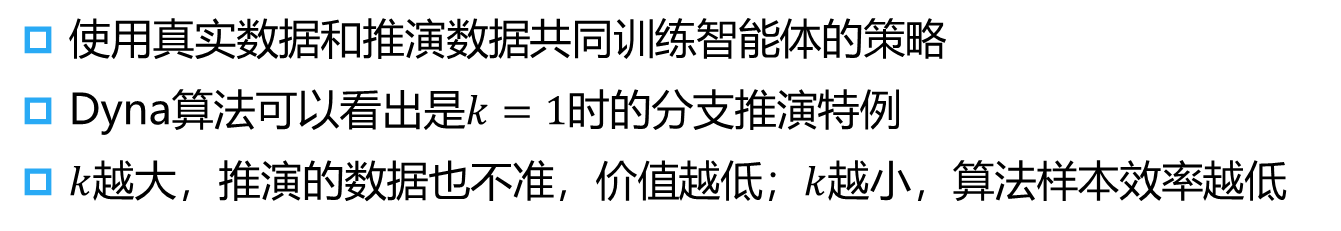 使用真实数据和推演数据共同训练智能体的策略
Dyna算法可以看出是k = 1时的分支推演特例
k越大，推演的数据也不准，价值越低；k越小，算法样本效率越低